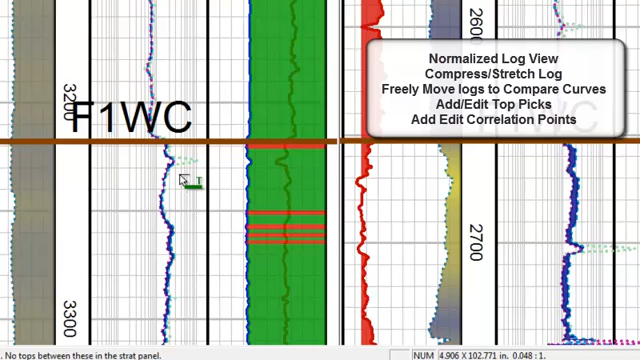 2600
Normalized Log View
Compress/Stretch Log
Freely Move logs to Compare Curves
Add/Edit Top Picks
Add Edit Correlation Points
3200
F1WC
T
2700
3300
. No tops between these in the strat panel.
NUM
4.906 X 102.771 in. 0.048 : 1.